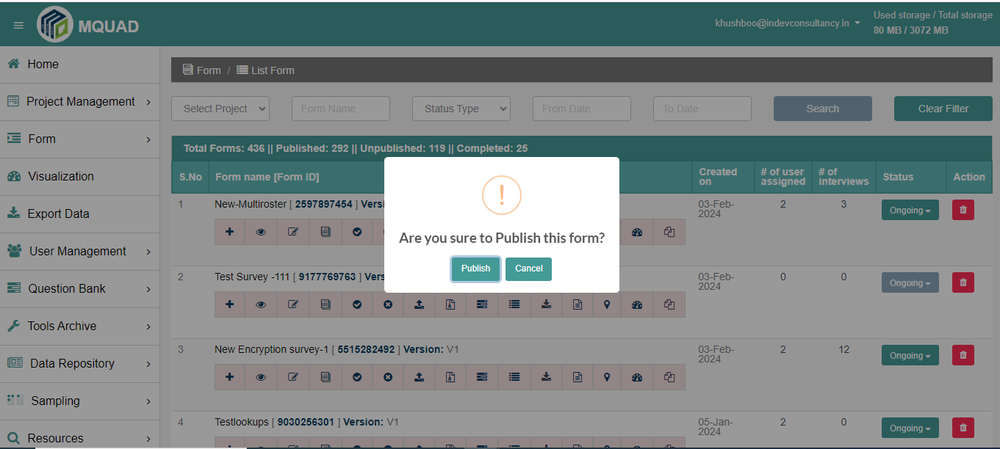 MQUAD
khushboo@indevconsultancy.in
Used storage / Total storage
80 MB / 3072 MB
Home
Project Management
Form
Visualization
Export Data
User Management
Question Bank
Tools Archive
Data Repository
Sampling
Resources
Form / List Form
Select Project
Form Name
Status Type
From Date
To Date
Search
Clear Filter
Total Forms: 436 || Published: 292 || Unpublished: 119 || Completed: 25
S.No
Form name [Form ID]
Created
on
# of user
assigned
# of
interviews
Status
Action
1
New-Multiroster [ 2597897454 ]
03-Feb-
2024
2
3
Ongoing
!
Are you sure to Publish this form?
Publish
Cancel
2
Test Survey -111 [ 9177769763 ]
03-Feb-
2024
0
0
Ongoing
3
New Encryption survey-1 [ 5515282492 ] Version: V1
03-Feb-
2024
2
12
Ongoing
4
Testlookups [ 9030256301 ] Version: V1
05-Jan-
2024
2
0
Ongoing